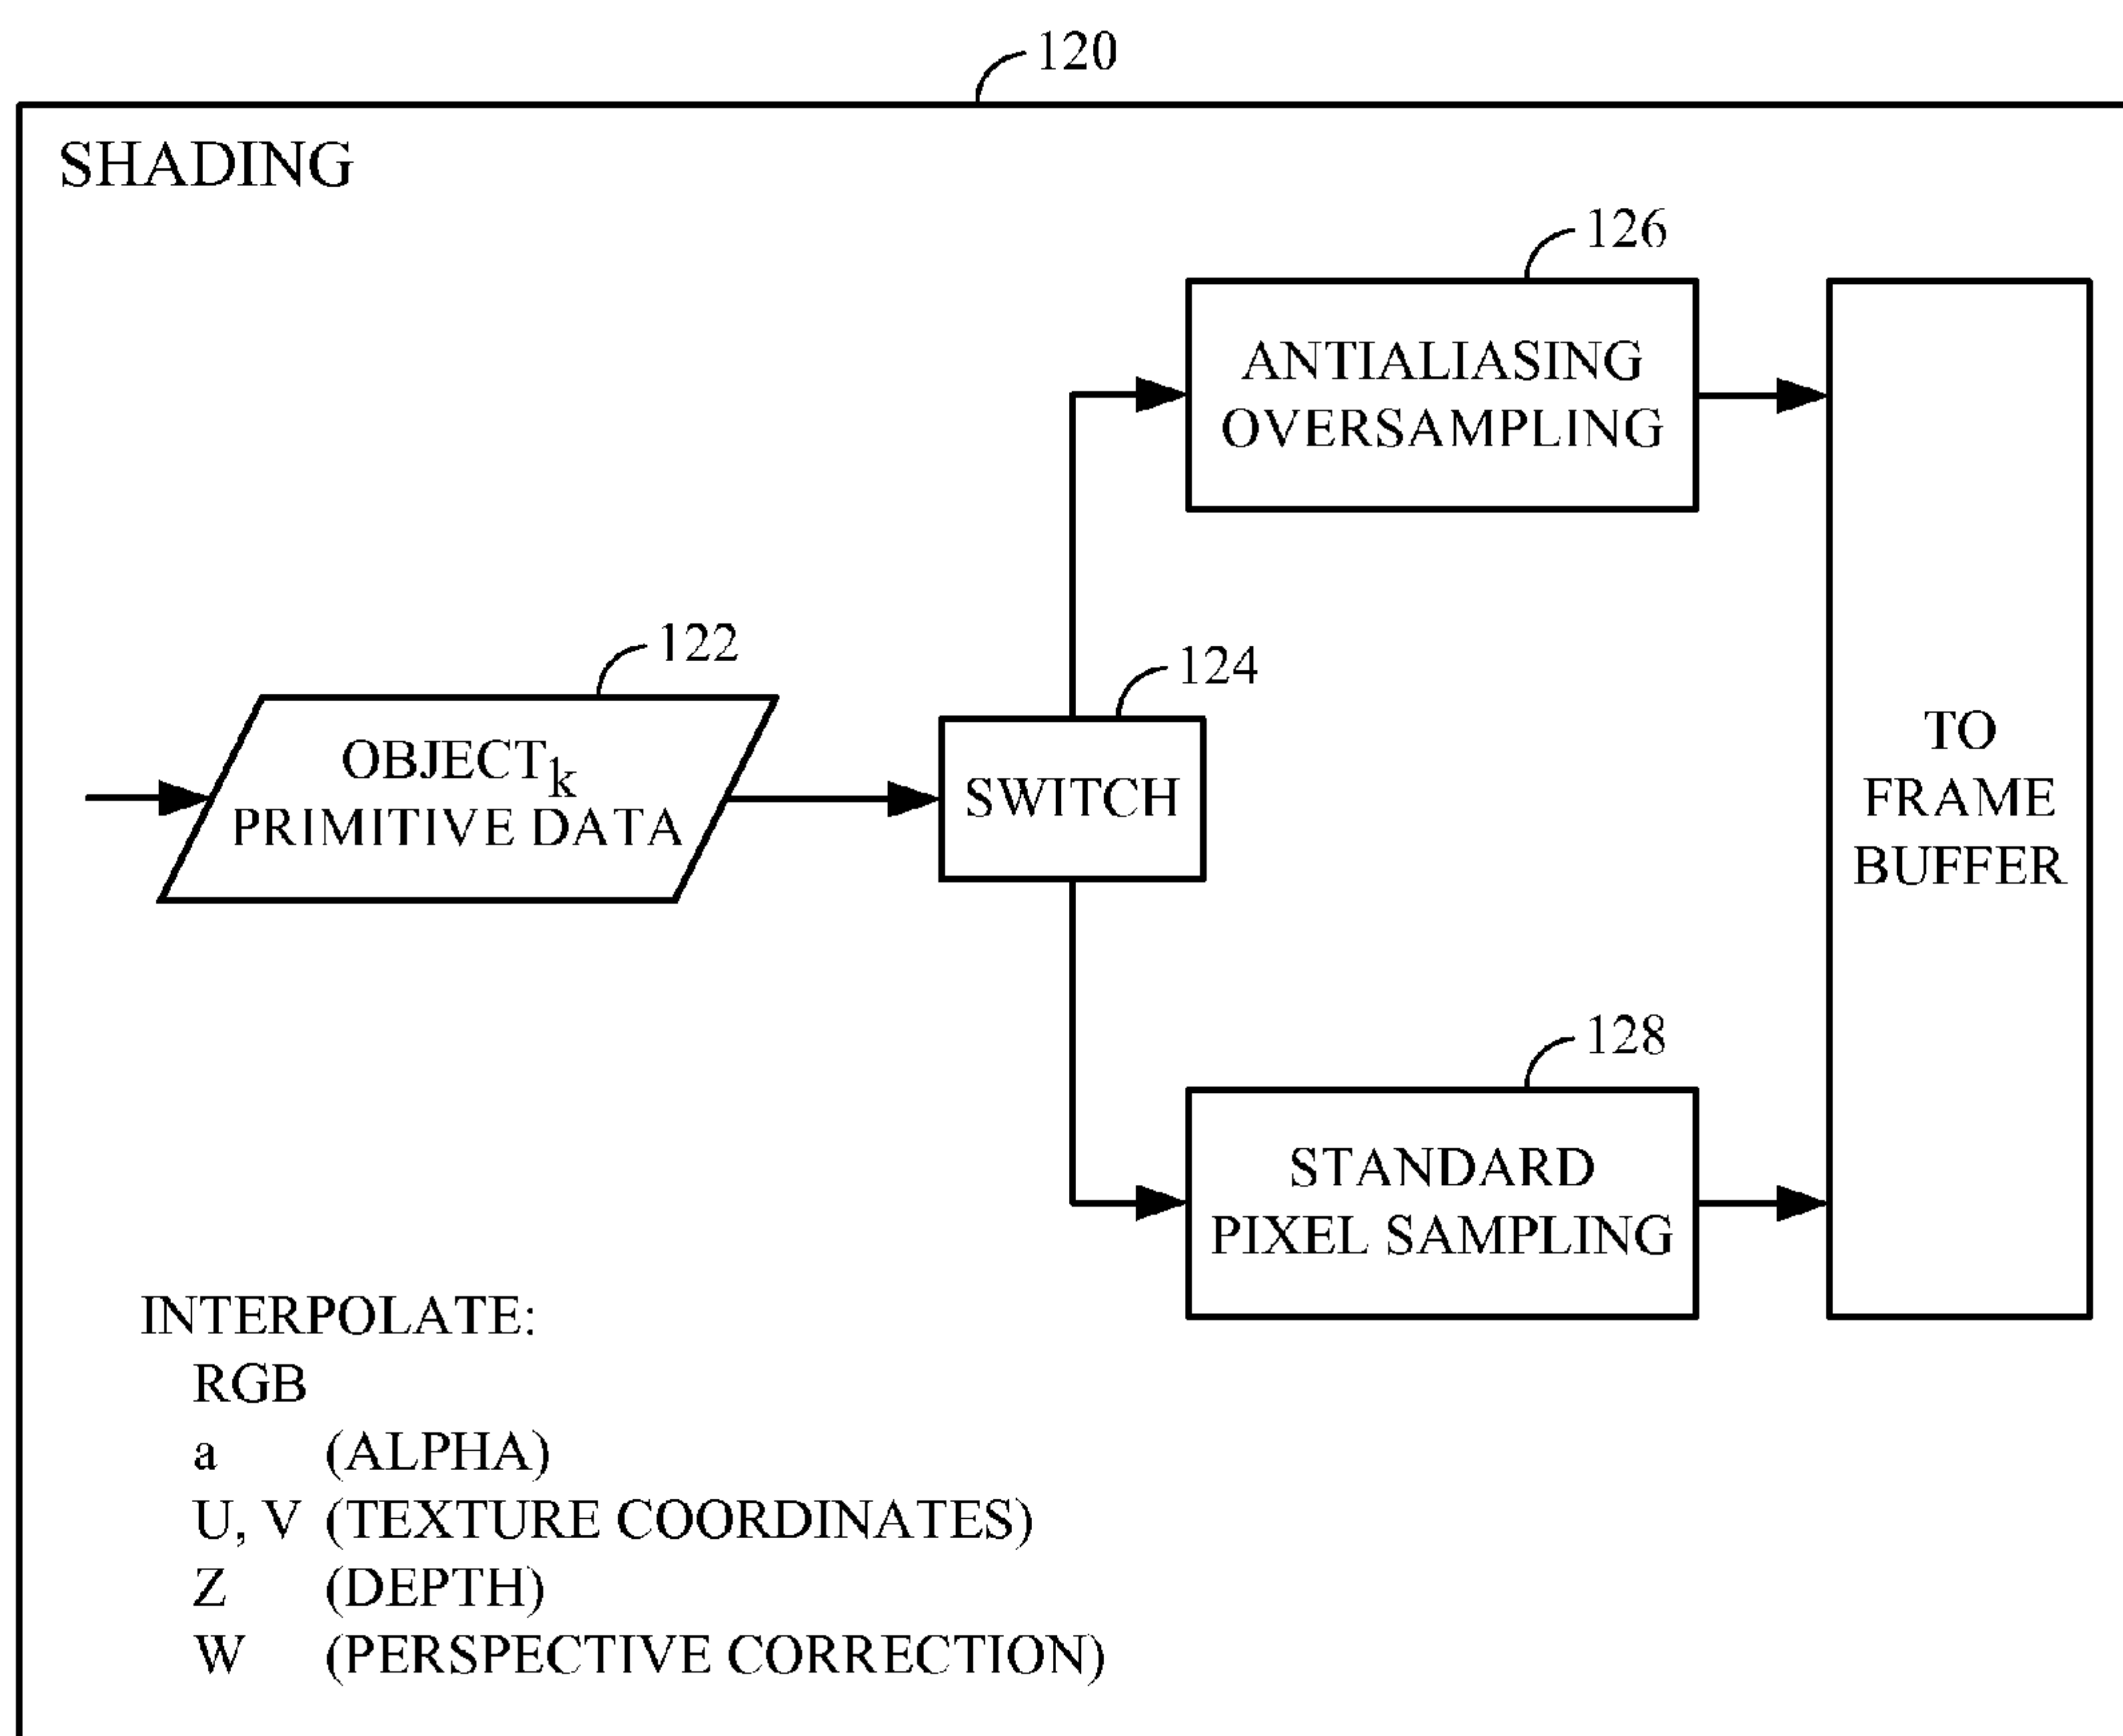 120
SHADING
126
ANTIALIASING
OVERSAMPLING
122
OBJECTk
PRIMITIVE DATA
124
SWITCH
TO
FRAME
BUFFER
128
STANDARD
PIXEL SAMPLING
INTERPOLATE:
RGB
a (ALPHA)
U, V (TEXTURE COORDINATES)
Z (DEPTH)
W (PERSPECTIVE CORRECTION)